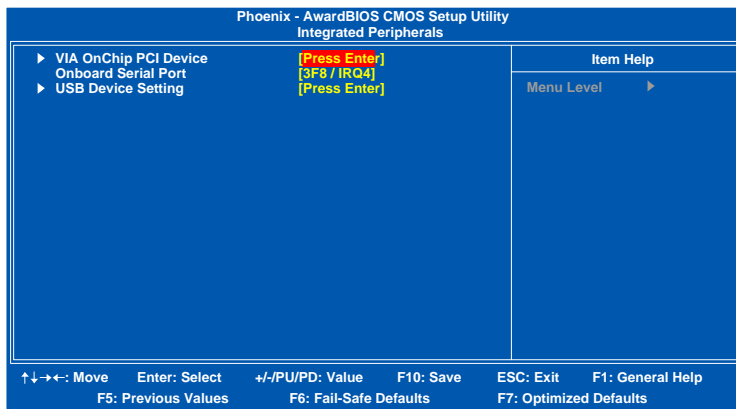 Phoenix - AwardBIOS CMOS Setup Utility
Integrated Peripherals
▶ VIA OnChip PCI Device [Press Enter]
Onboard Serial Port [3F8 / IRQ4]
▶ USB Device Setting [Press Enter]
Item Help
Menu Level ▶
↑↓→←: Move Enter: Select +/-/PU/PD: Value F10: Save ESC: Exit F1: General Help
F5: Previous Values F6: Fail-Safe Defaults F7: Optimized Defaults